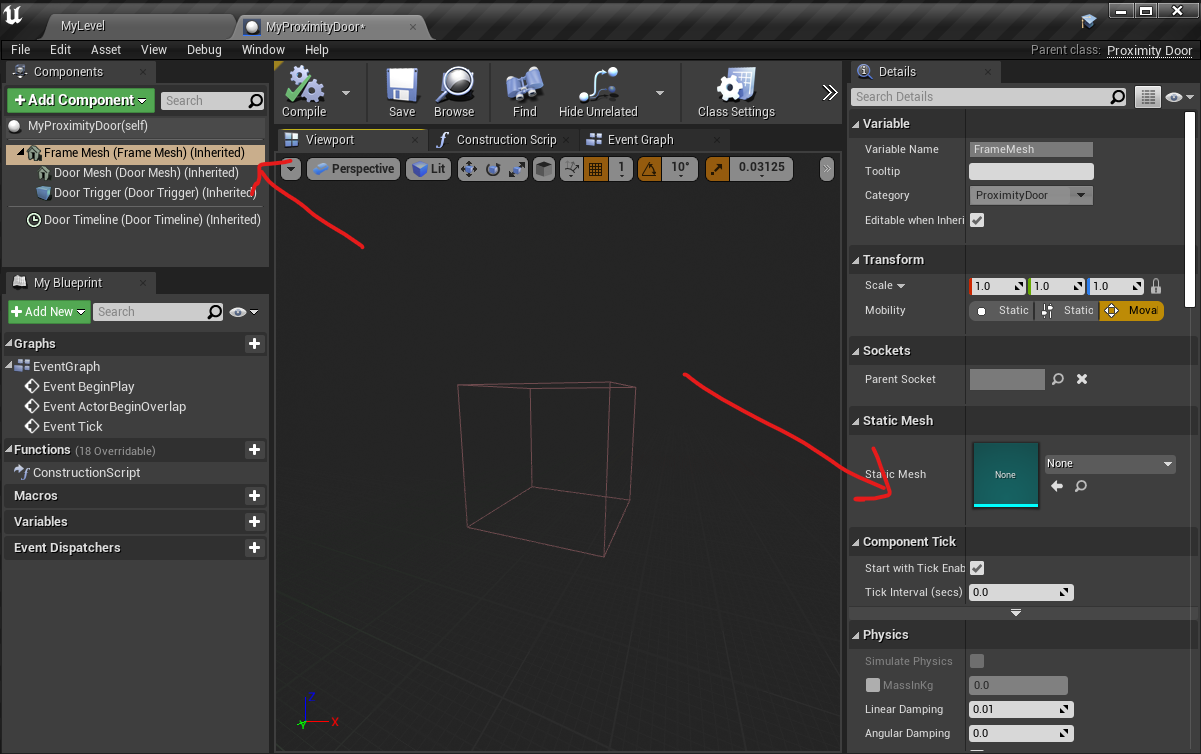 MyLevel
MyProximityDoor*
File Edit Asset View Debug Window Help
Parent class: Proximity Door
Components
+Add Component
Search
MyProximityDoor(self)
Frame Mesh (Frame Mesh) (Inherited)
Door Mesh (Door Mesh) (Inherited)
Door Trigger (Door Trigger) (Inherited)
Door Timeline (Door Timeline) (Inherited)
My Blueprint
+Add New
Search
Graphs
EventGraph
Event BeginPlay
Event ActorBeginOverlap
Event Tick
Functions (18 Overridable)
ConstructionScript
Macros
Variables
Event Dispatchers
Compile
Save
Browse
Find
Hide Unrelated
Class Settings
Viewport
Construction Scrip
Event Graph
Perspective
Lit
1
10°
0.03125
Z
X
Y
Details
Search Details
Variable
Variable Name FrameMesh
Tooltip
Category ProximityDoor
Editable when Inheri
Transform
Scale 1.0 1.0 1.0
Mobility Static Static Moval
Sockets
Parent Socket
Static Mesh
Static Mesh None None
Component Tick
Start with Tick Enab
Tick Interval (secs) 0.0
Physics
Simulate Physics
MassInKg 0.0
Linear Damping 0.01
Angular Damping 0.0